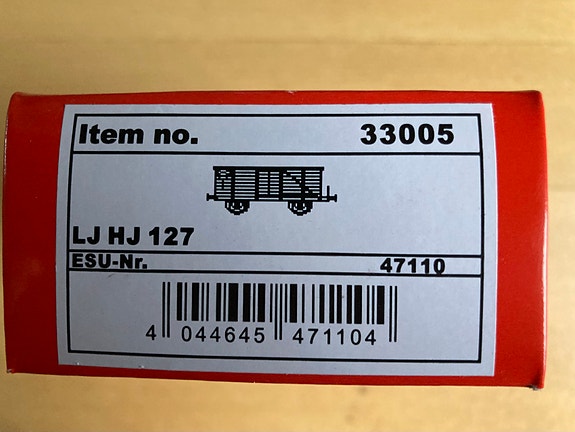 Item no. 33005
LJ HJ 127
ESU-Nr. 47110
4 044645 471104